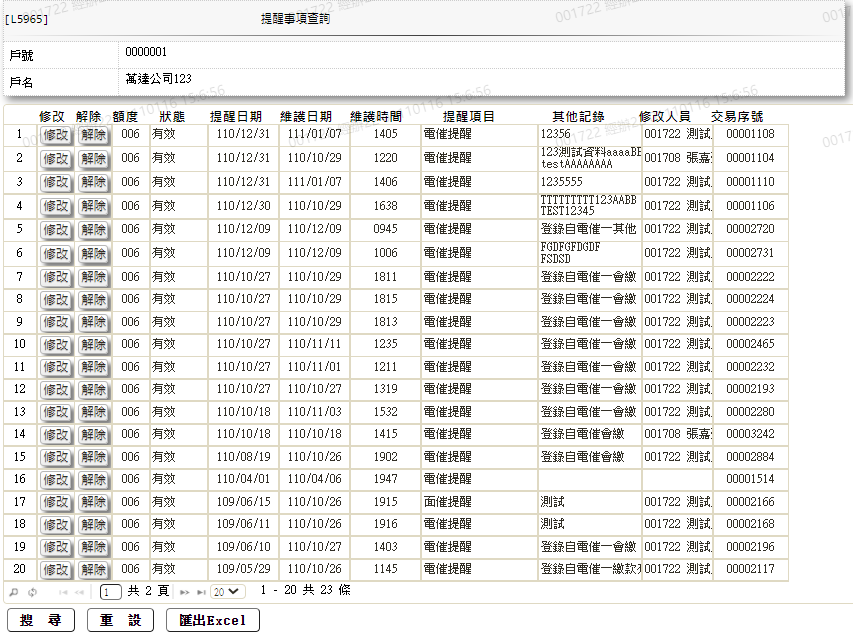 [L5965] 提醒事項查詢
戶號 0000001
戶名 萬達公司123
修改 解除 額度 狀態 提醒日期 維護日期 維護時間 提醒項目 其他記錄 修改人員 交易序號
1 修改 解除 006 有效 110/12/31 111/01/07 1405 電催提醒 12356 001722 測試 00001108
2 修改 解除 006 有效 110/12/31 110/10/29 1220 電催提醒 123測試資料aaaaBB testAAAAAAAA 001708 張嘉 00001104
3 修改 解除 006 有效 110/12/31 111/01/07 1406 電催提醒 1235555 001722 測試 00001110
4 修改 解除 006 有效 110/12/30 110/10/29 1638 電催提醒 TTTTTTTTT123AABB TEST12345 001722 測試 00001106
5 修改 解除 006 有效 110/12/09 110/12/09 0945 電催提醒 登錄自電催一其他 001722 測試 00002720
6 修改 解除 006 有效 110/12/09 110/12/09 1006 電催提醒 FGDFGFDGDF FSDSD 001722 測試 00002731
7 修改 解除 006 有效 110/10/27 110/10/29 1811 電催提醒 登錄自電催一會繳 001722 測試 00002222
8 修改 解除 006 有效 110/10/27 110/10/29 1815 電催提醒 登錄自電催一會繳 001722 測試 00002224
9 修改 解除 006 有效 110/10/27 110/10/29 1813 電催提醒 登錄自電催一會繳 001722 測試 00002223
10 修改 解除 006 有效 110/10/27 110/11/11 1235 電催提醒 登錄自電催一會繳 001722 測試 00002465
11 修改 解除 006 有效 110/10/27 110/11/01 1211 電催提醒 登錄自電催一會繳 001722 測試 00002232
12 修改 解除 006 有效 110/10/27 110/10/27 1319 電催提醒 登錄自電催一會繳 001722 測試 00002193
13 修改 解除 006 有效 110/10/18 110/11/03 1532 電催提醒 登錄自電催一會繳 001722 測試 00002280
14 修改 解除 006 有效 110/10/18 110/10/18 1415 電催提醒 登錄自電催會繳 001708 張嘉 00003242
15 修改 解除 006 有效 110/08/19 110/10/26 1902 電催提醒 登錄自電催會繳 001722 測試 00002884
16 修改 解除 006 有效 110/04/01 110/04/06 1947 電催提醒 00001514
17 修改 解除 006 有效 109/06/15 110/10/26 1915 面催提醒 測試 001722 測試 00002166
18 修改 解除 006 有效 109/06/11 110/10/26 1916 電催提醒 測試 001722 測試 00002168
19 修改 解除 006 有效 109/06/10 110/10/27 1403 電催提醒 登錄自電催一會繳 001722 測試 00002196
20 修改 解除 006 有效 109/05/29 110/10/26 1145 電催提醒 登錄自電催一繳款 001722 測試 00002117
1 共 2 頁 20 1 - 20 共 23 條
搜 尋 重 設 匯出Excel